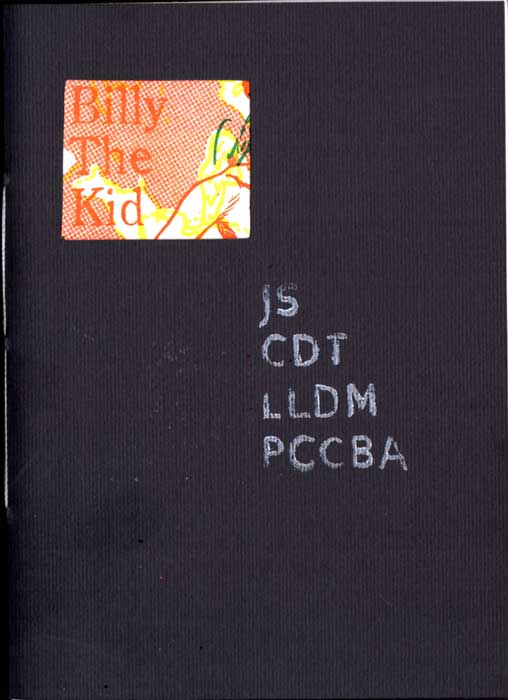 Billy
The
Kid
JS
CDT
LLDM
PCCBA